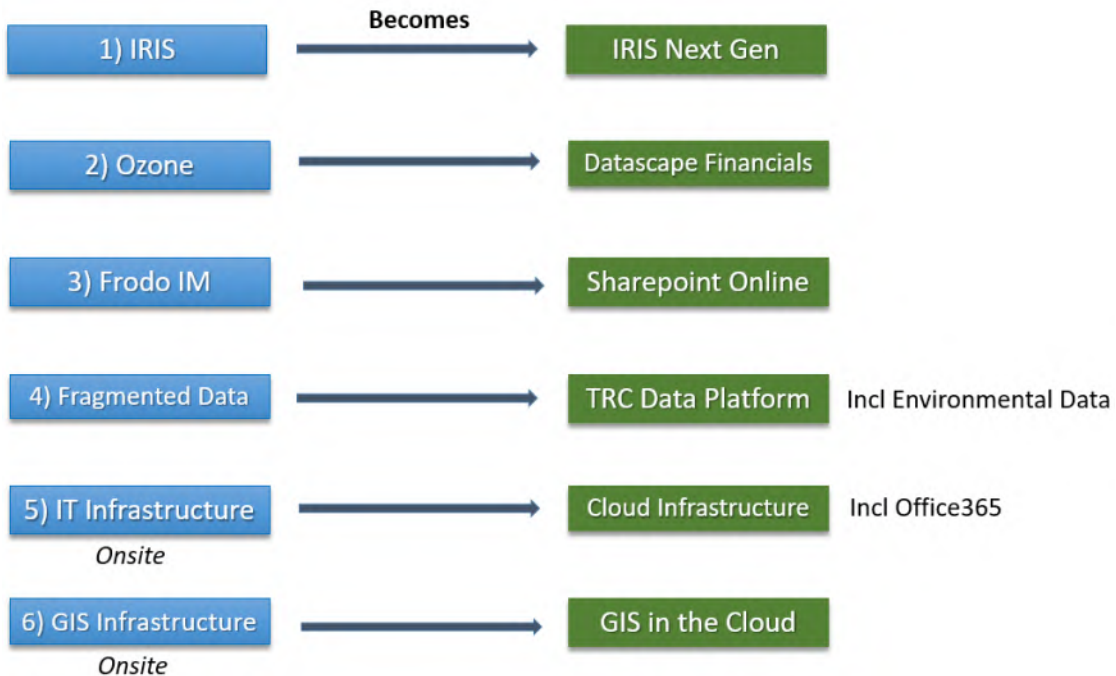 Becomes
1) IRIS
IRIS Next Gen
2) Ozone
Datascape Financials
3) Frodo IM
Sharepoint Online
4) Fragmented Data
TRC Data Platform
Incl Environmental Data
5) IT Infrastructure
Cloud Infrastructure
Incl Office365
Onsite
6) GIS Infrastructure
GIS in the Cloud
Onsite